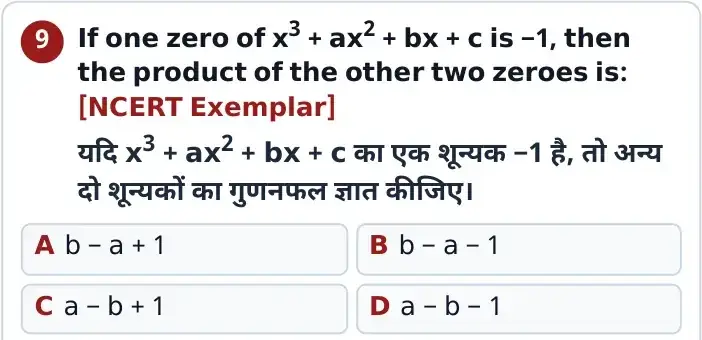 9 If one zero of x³ + ax² + bx + c is −1, then
the product of the other two zeroes is:
[NCERT Exemplar]
यदि x³ + ax² + bx + c का एक शून्यक −1 है, तो अन्य
दो शून्यकों का गुणनफल ज्ञात कीजिए।
A b − a + 1
B b − a − 1
C a − b + 1
D a − b − 1